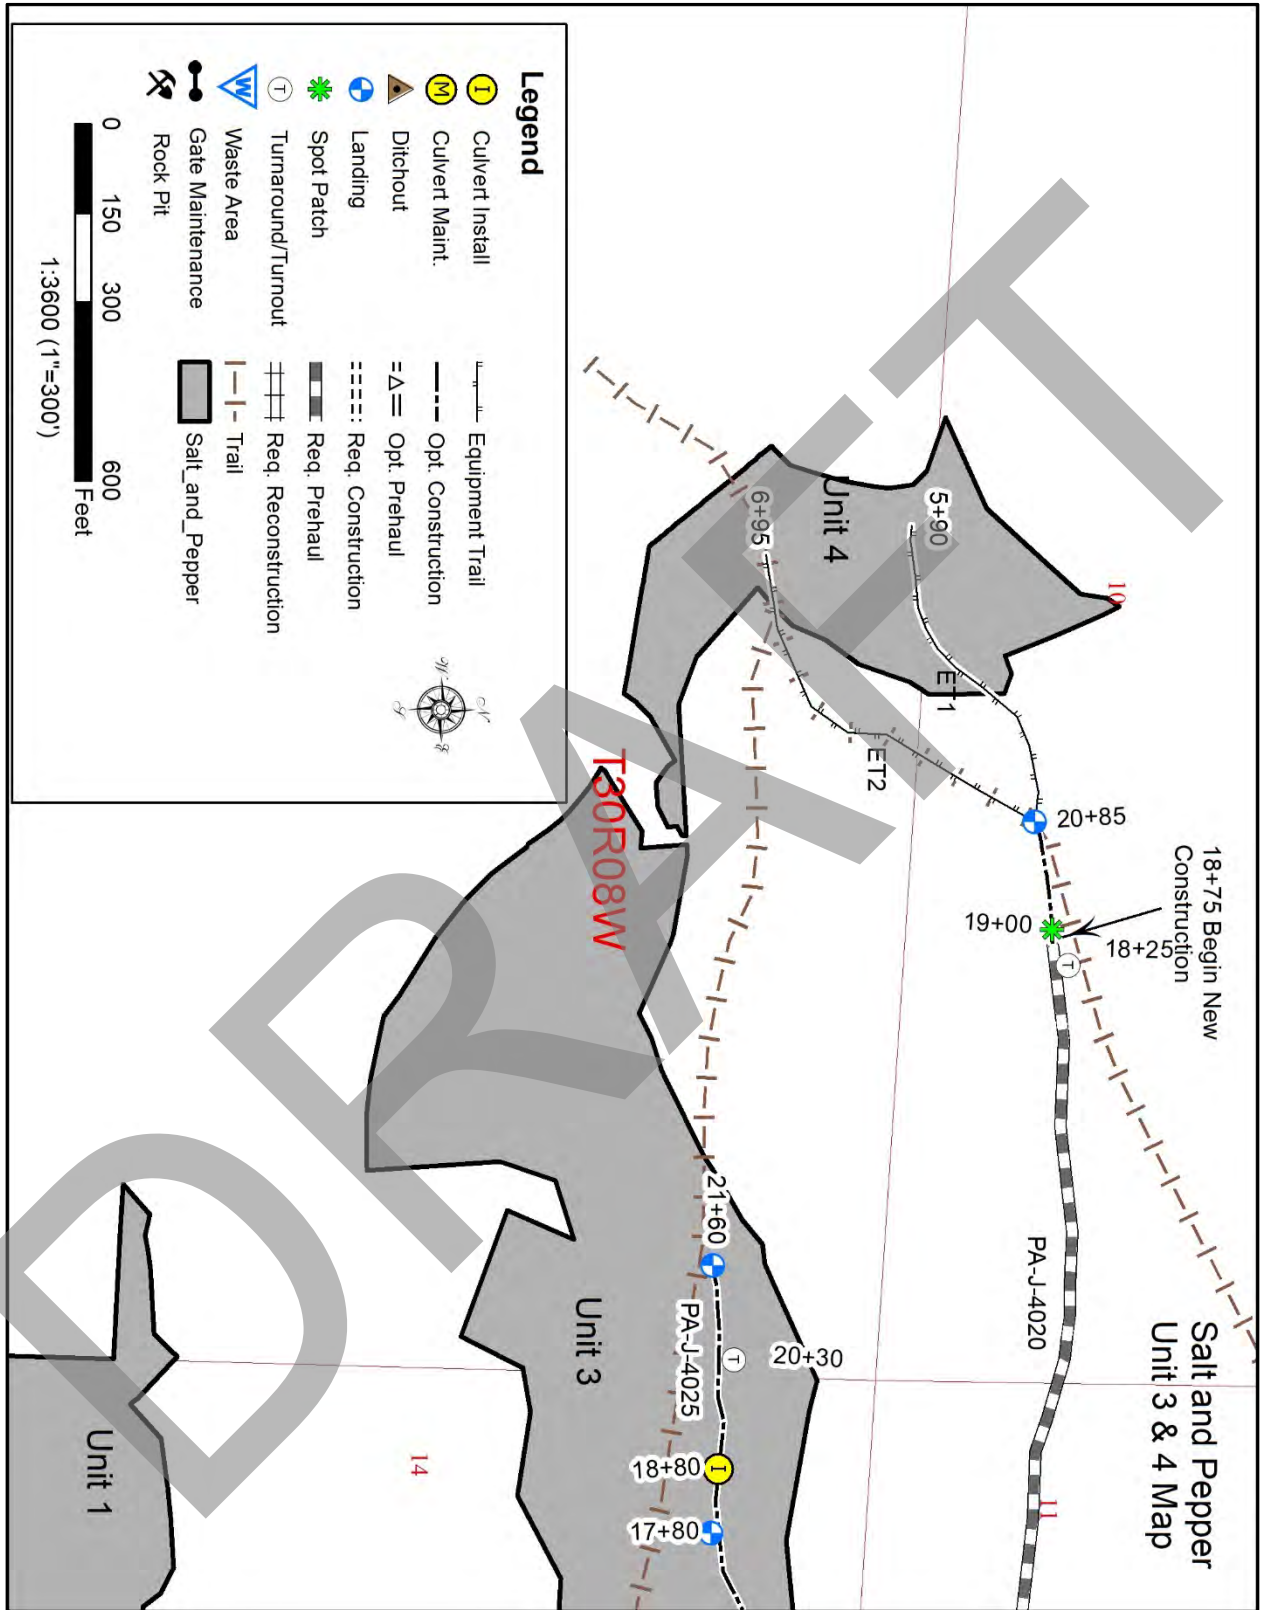 Salt and Pepper
Unit 3 & 4 Map
18+75 Begin New
Construction
18+25
20+85
19+00
T
10
5+90
6+95
Unit 4
ET1
ET2
PA-J-4020
11
T30R08W
21+60
PA-J-4025
T
20+30
I
18+80
17+80
Unit 3
14
Unit 1
DRAFT
Legend
I Culvert Install
M Culvert Maint.
Ditchout
Landing
Spot Patch
T Turnaround/Turnout
W Waste Area
Gate Maintenance
Rock Pit
Equipment Trail
Opt. Construction
Opt. Prehaul
Req. Construction
Req. Prehaul
Req. Reconstruction
Trail
Salt_and_Pepper
N
W
E
S
0 150 300 600
Feet
1:3600 (1"=300')